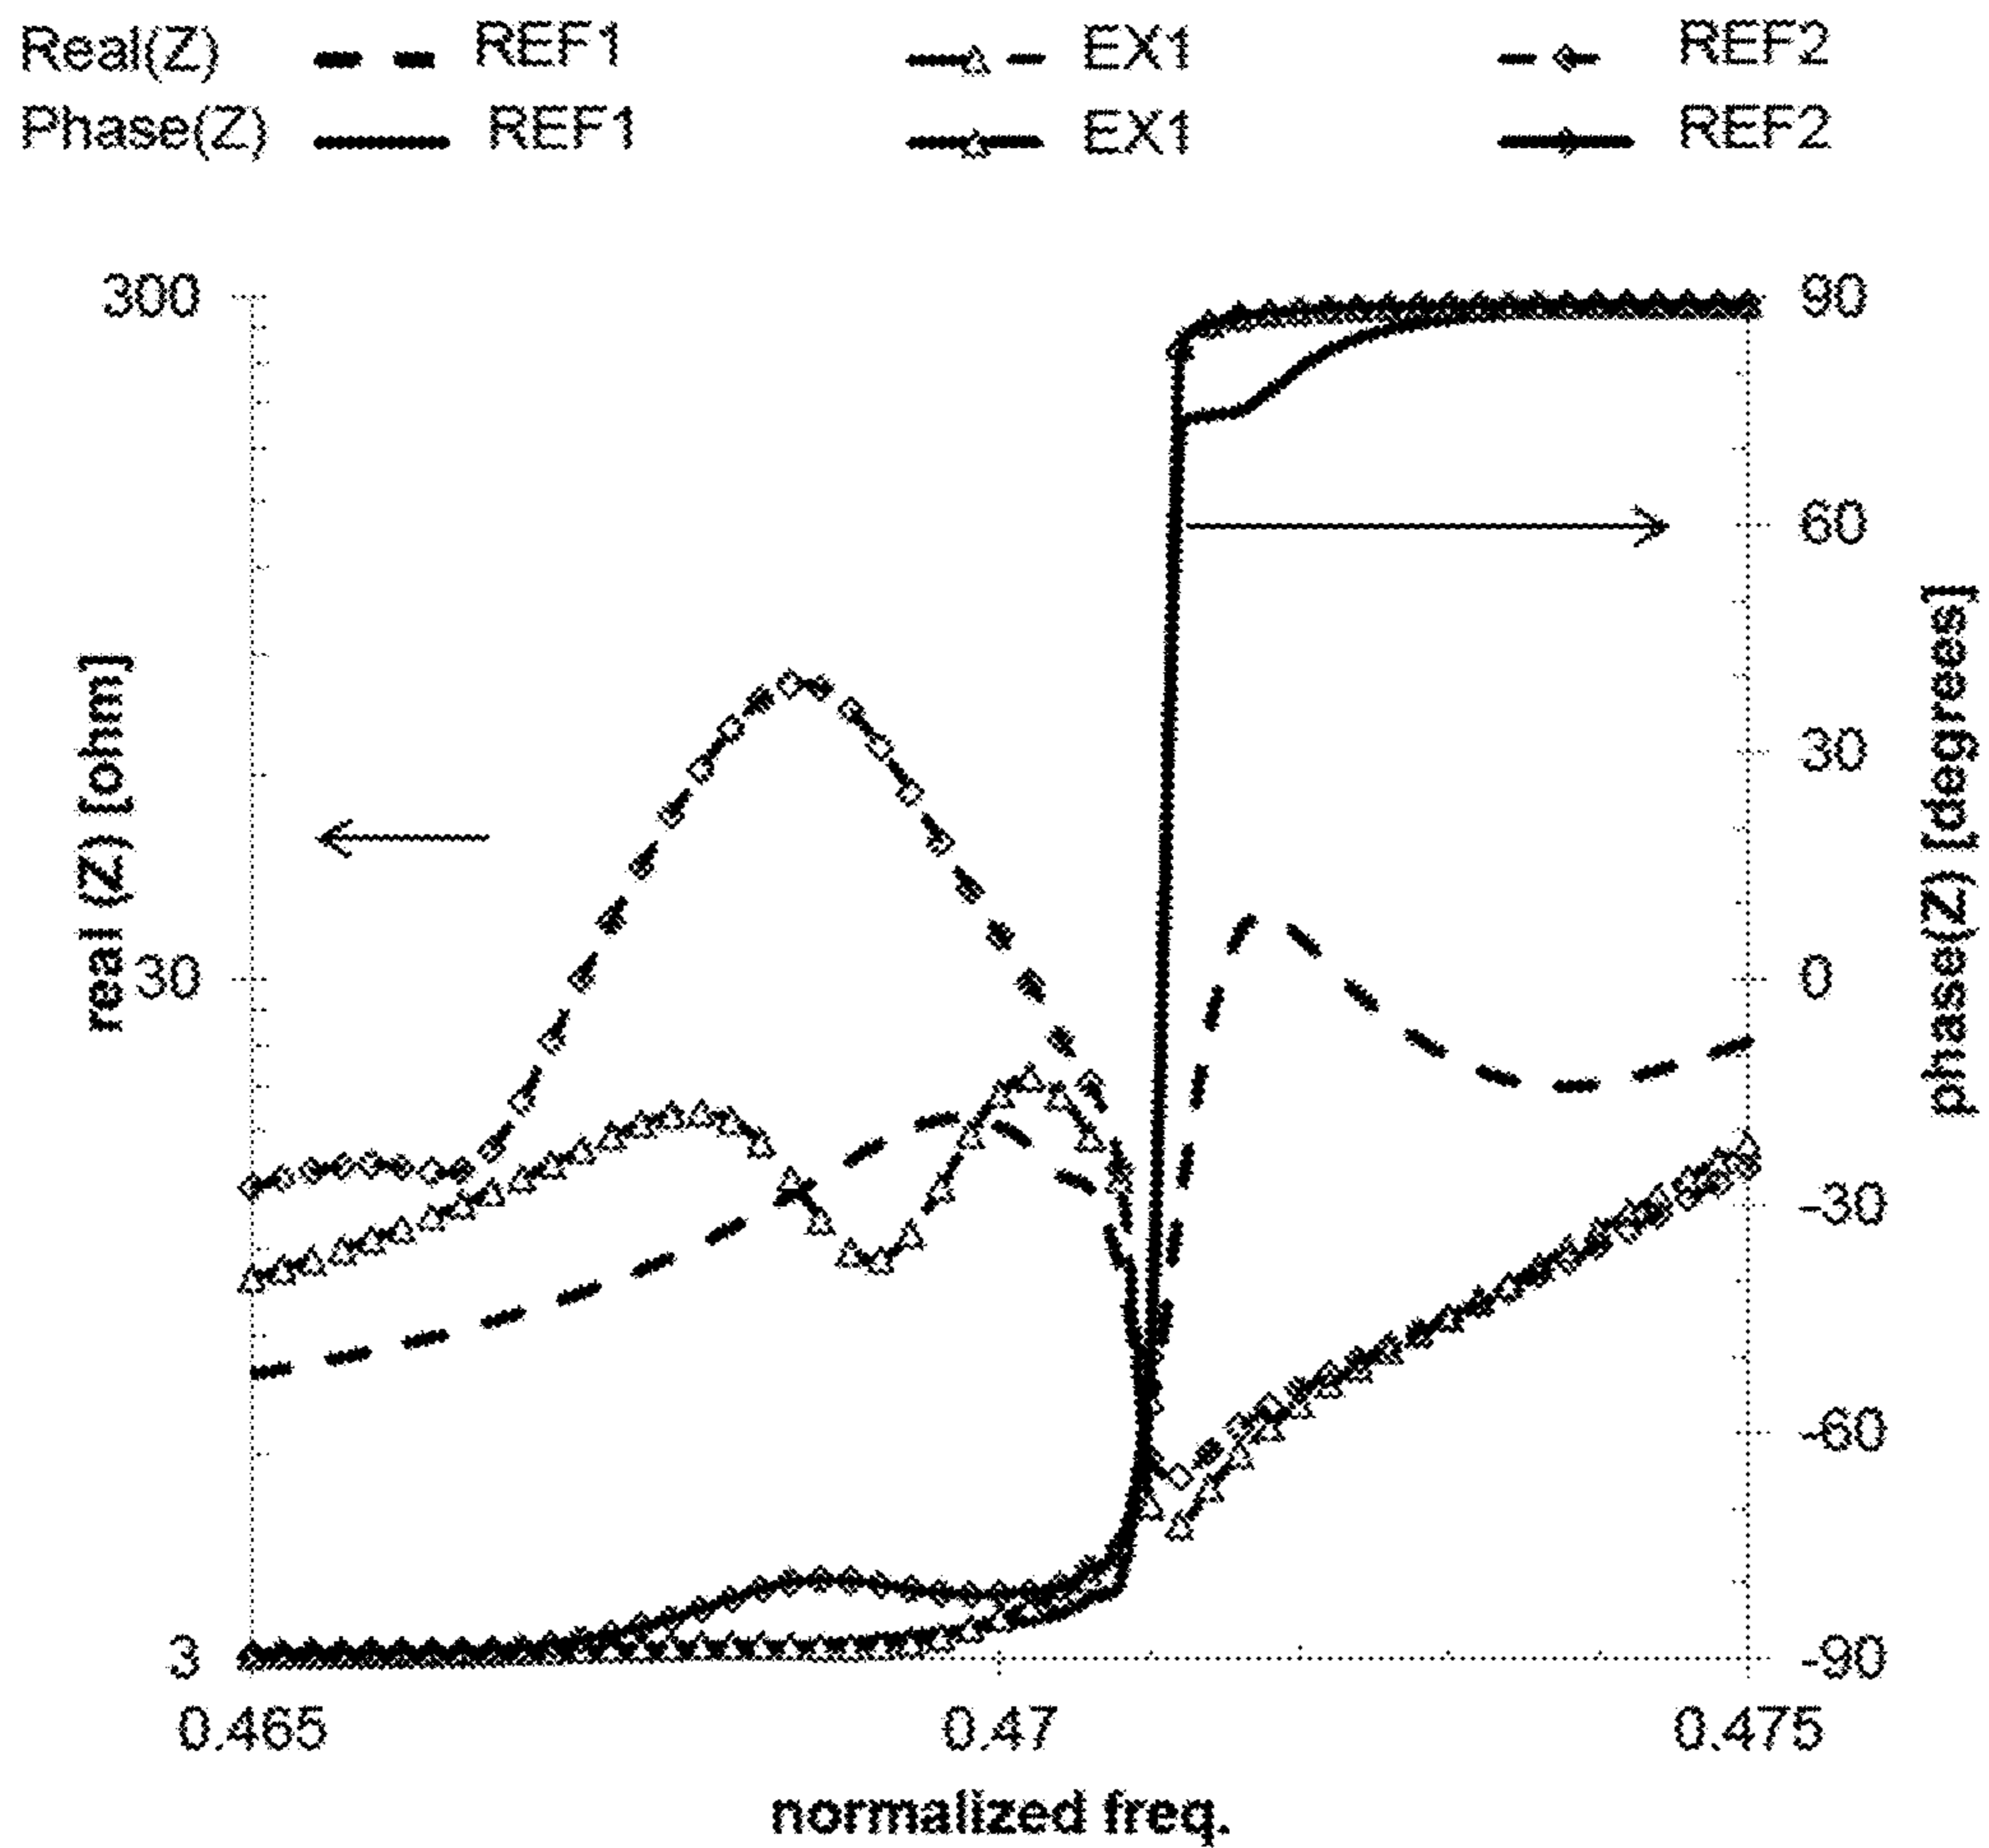 Real(Z) REF1 EX1 REF2
Phase(Z) REF1 EX1 REF2
300 90
60
real (Z) [ohm]
phase(Z) [degrees]
30
30 0
-30
-60
3 -90
0.465 0.47 0.475
normalized freq.